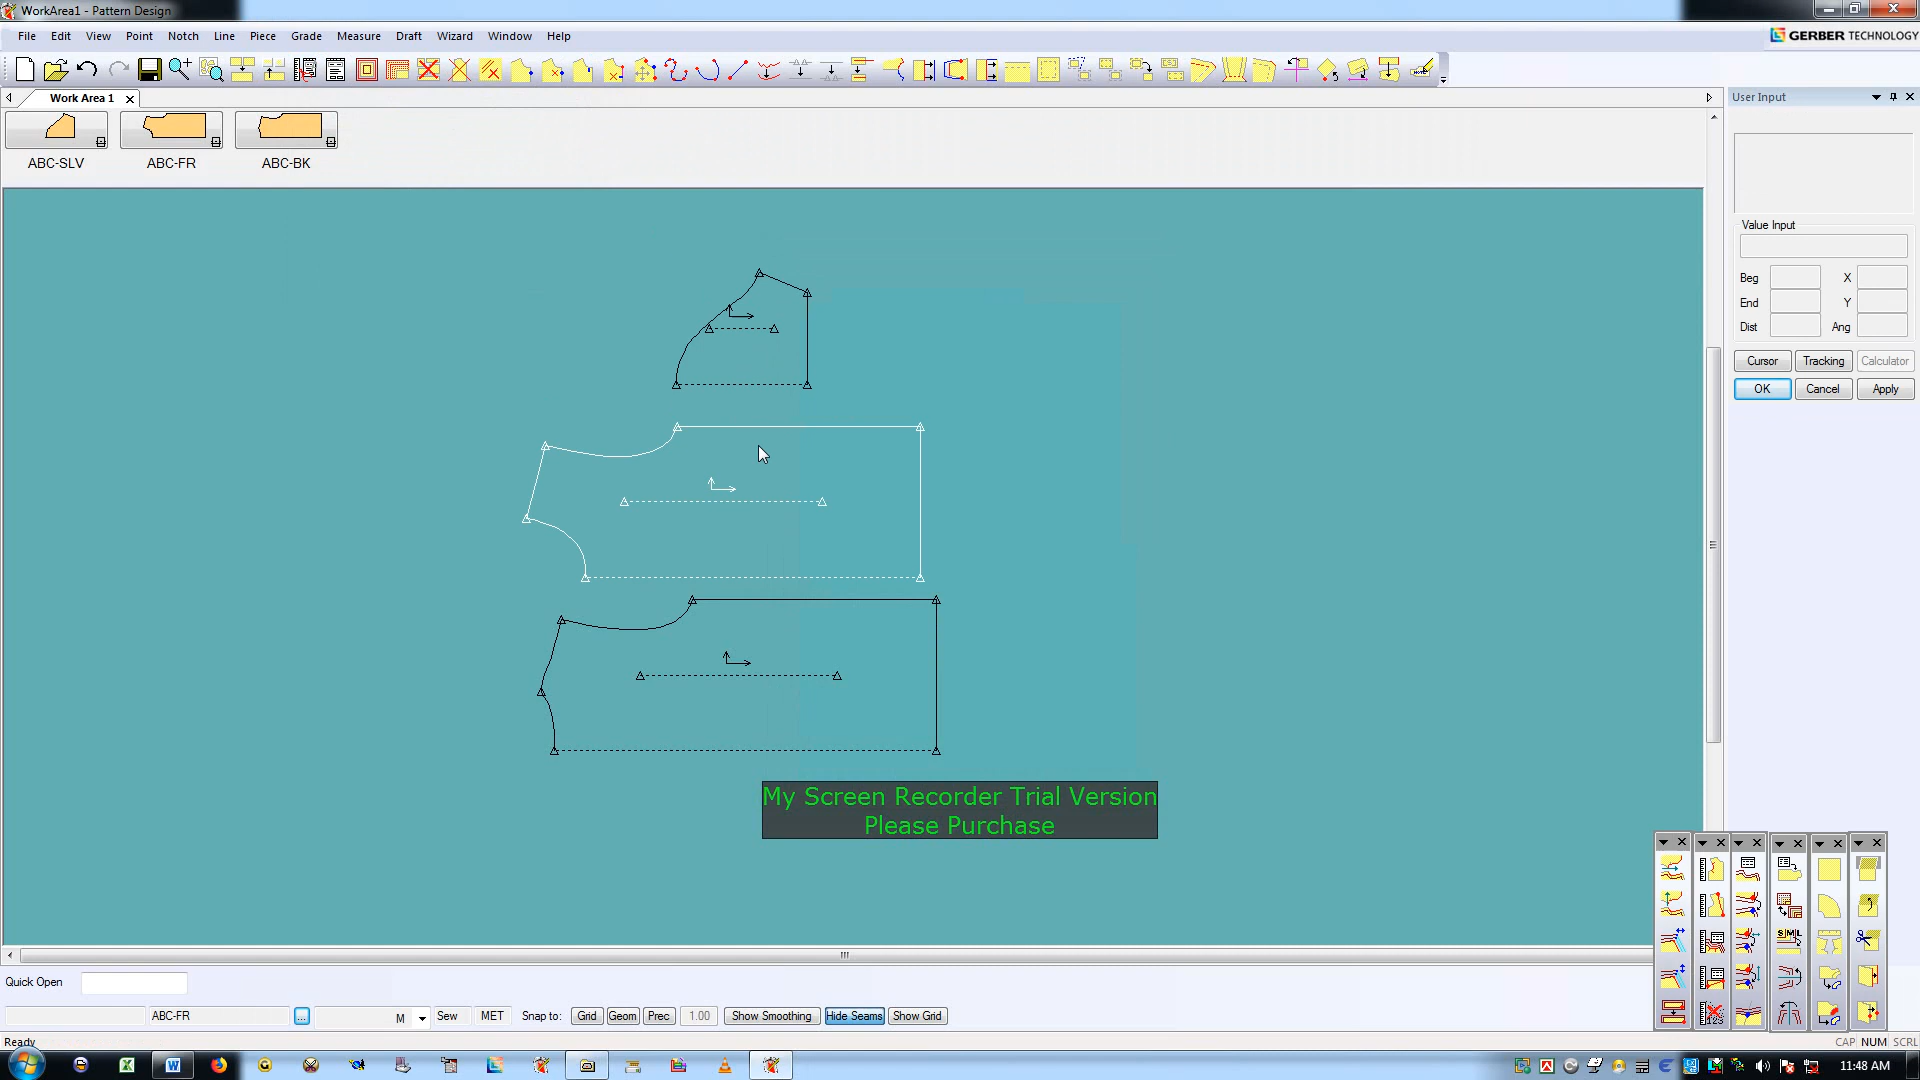 WorkArea1 - Pattern Design
File Edit View Point Notch Line Piece Grade Measure Draft Wizard Window Help
GERBER TECHNOLOGY
Work Area 1
User Input
ABC-SLV ABC-FR ABC-BK
Value Input
Beg X
End Y
Dist Ang
Cursor Tracking Calculator
OK Cancel Apply
My Screen Recorder Trial Version
Please Purchase
S M L
123
Quick Open
ABC-FR ... M Sew MET Snap to: Grid Geom Prec 1.00 Show Smoothing Hide Seams Show Grid
Ready
CAP NUM SCRL
11:48 AM